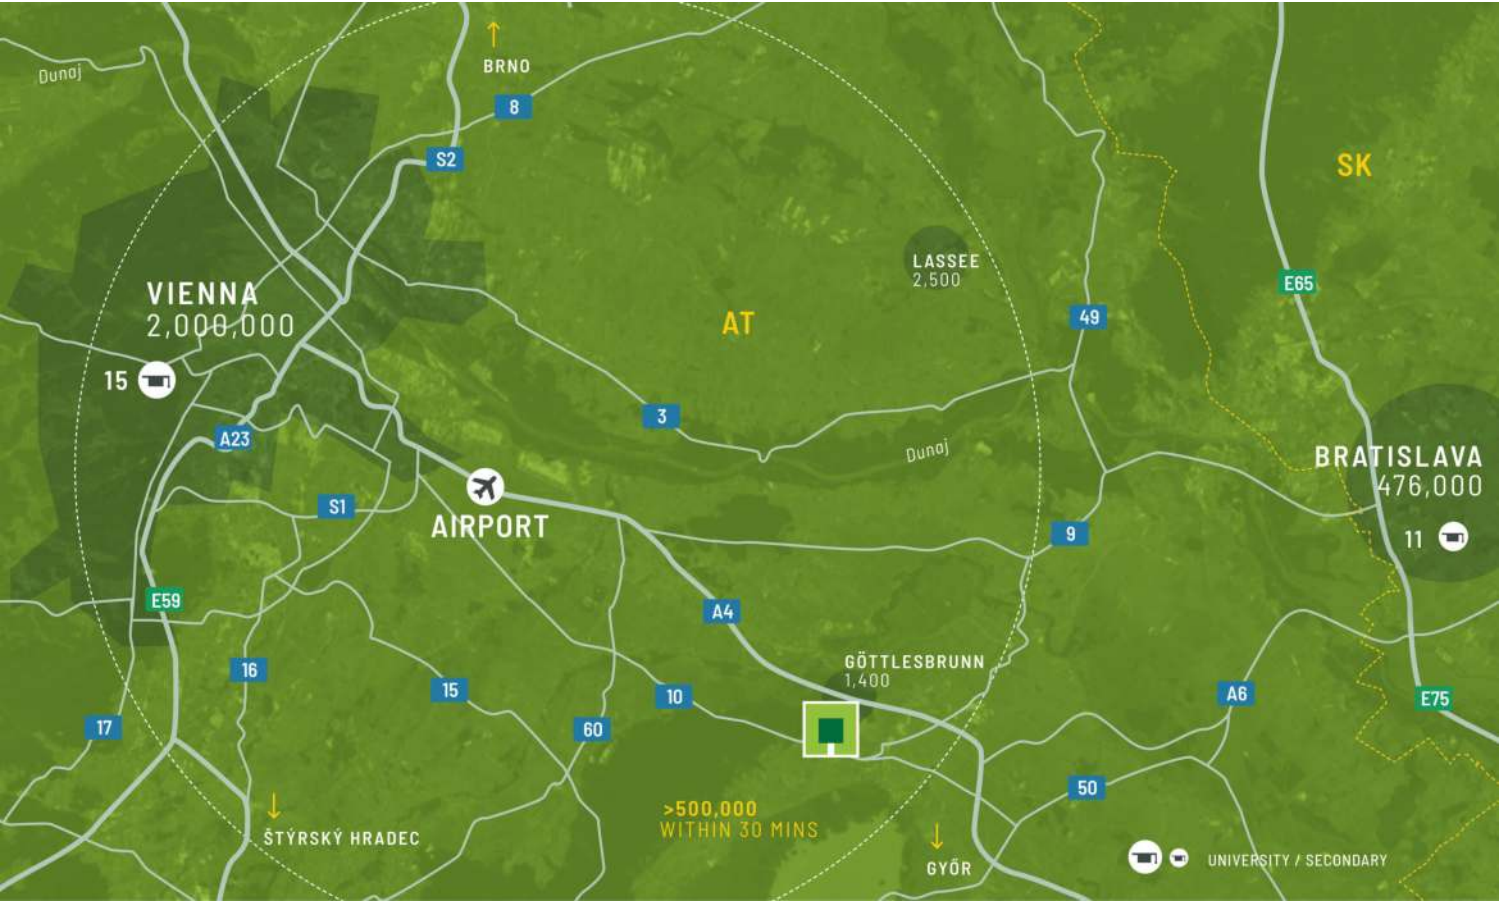 Dunaj
BRNO
8
S2
SK
LASSEE
2,500
E65
VIENNA
2,000,000
AT
49
15
3
A23
Dunaj
BRATISLAVA
476,000
S1
AIRPORT
9
11
E59
A4
GÖTTLESBRUNN
1,400
16
15
10
A6
E75
17
60
50
>500,000
WITHIN 30 MINS
ŠTÝRSKÝ HRADEC
GYŐR
UNIVERSITY / SECONDARY